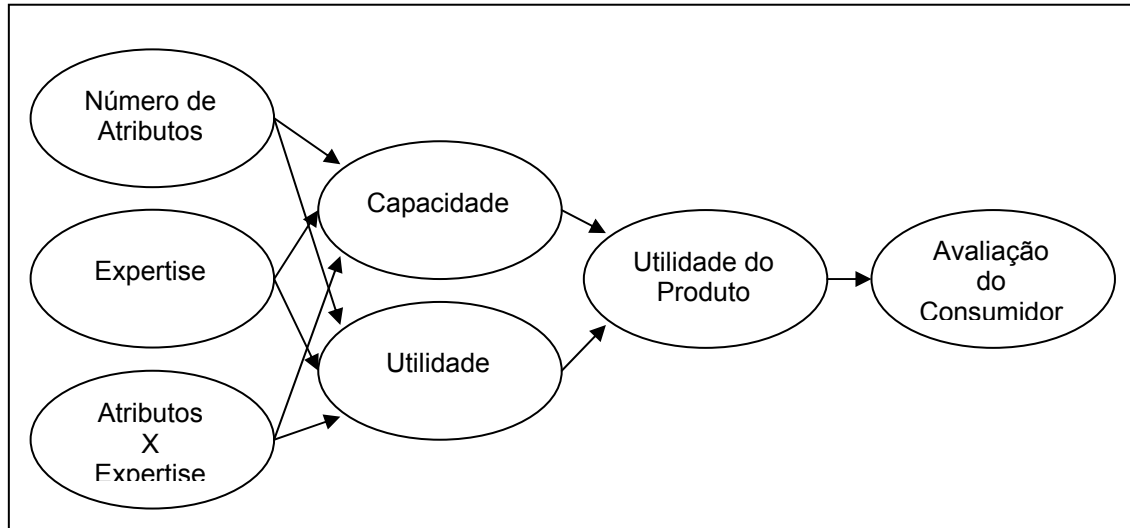 Número de
Atributos
Capacidade
Expertise
Utilidade
Atributos
X
Expertise
Utilidade do
Produto
Avaliação
do
Consumidor